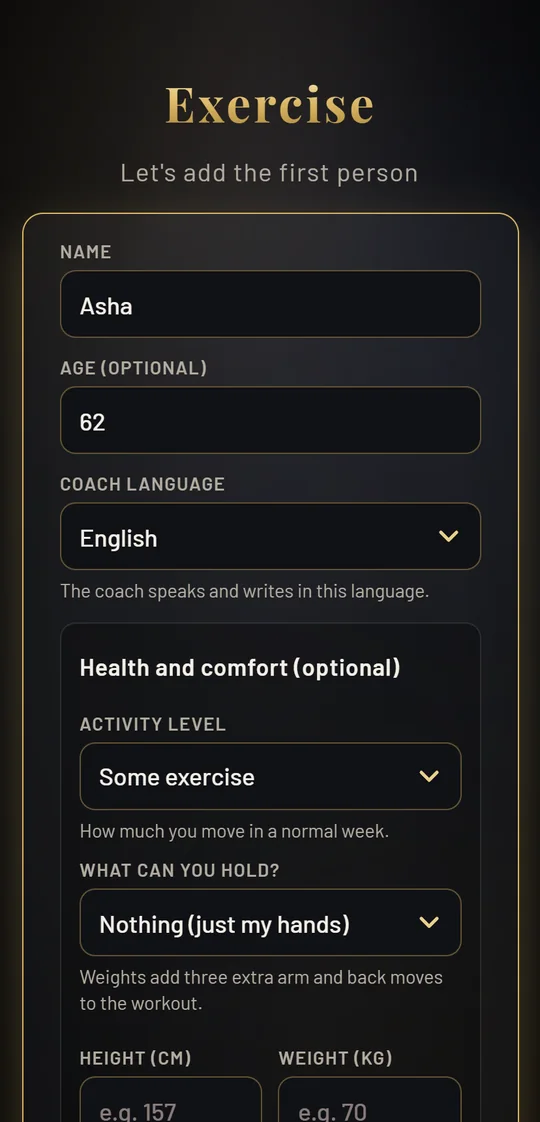 Exercise
Let's add the first person
NAME
Asha
AGE (OPTIONAL)
62
COACH LANGUAGE
English
The coach speaks and writes in this language.
Health and comfort (optional)
ACTIVITY LEVEL
Some exercise
How much you move in a normal week.
WHAT CAN YOU HOLD?
Nothing (just my hands)
Weights add three extra arm and back moves
to the workout.
HEIGHT (CM) WEIGHT (KG)
e.g. 157 e.g. 70